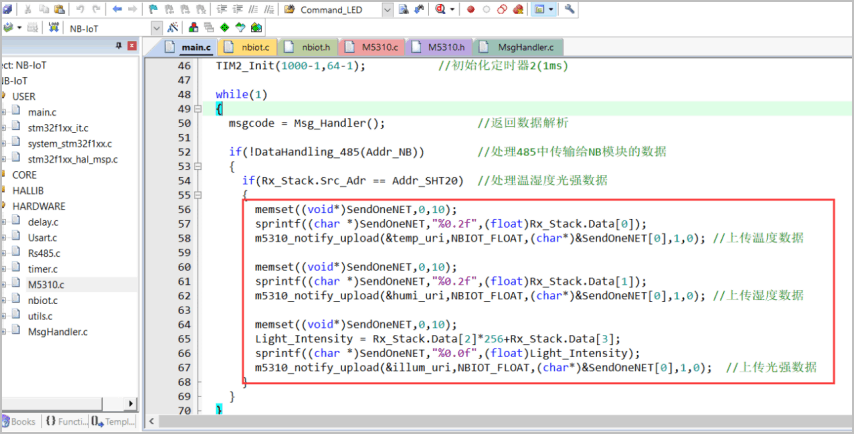 Command_LED
NB-IoT
ect: NB-IoT
NB-IoT
USER
main.c
stm32f1xx_it.c
system_stm32f1xx.c
stm32f1xx_hal_msp.c
CORE
HALLIB
HARDWARE
delay.c
Usart.c
Rs485.c
timer.c
M5310.c
nbiot.c
utils.c
MsgHandler.c
Books {} Functi... 0→ Templ...
main.c nbiot.c nbiot.h M5310.c M5310.h MsgHandler.c
46 TIM2_Init(1000-1,64-1); //初始化定时器2(1ms)
47
48 while(1)
49 {
50 msgcode = Msg_Handler(); //返回数据解析
51
52 if(!DataHandling_485(Addr_NB)) //处理485中传输给NB模块的数据
53 {
54 if(Rx_Stack.Src_Adr == Addr_SHT20) //处理温湿度光强数据
55 {
56 memset((void*)SendOneNET,0,10);
57 sprintf((char *)SendOneNET,"%0.2f",(float)Rx_Stack.Data[0]);
58 m5310_notify_upload(&temp_uri,NBIOT_FLOAT,(char*)&SendOneNET[0],1,0); //上传温度数据
59
60 memset((void*)SendOneNET,0,10);
61 sprintf((char *)SendOneNET,"%0.2f",(float)Rx_Stack.Data[1]);
62 m5310_notify_upload(&humi_uri,NBIOT_FLOAT,(char*)&SendOneNET[0],1,0); //上传湿度数据
63
64 memset((void*)SendOneNET,0,10);
65 Light_Intensity = Rx_Stack.Data[2]*256+Rx_Stack.Data[3];
66 sprintf((char *)SendOneNET,"%0.0f",(float)Light_Intensity);
67 m5310_notify_upload(&illum_uri,NBIOT_FLOAT,(char*)&SendOneNET[0],1,0); //上传光强数据
68 }
69 }
70 }